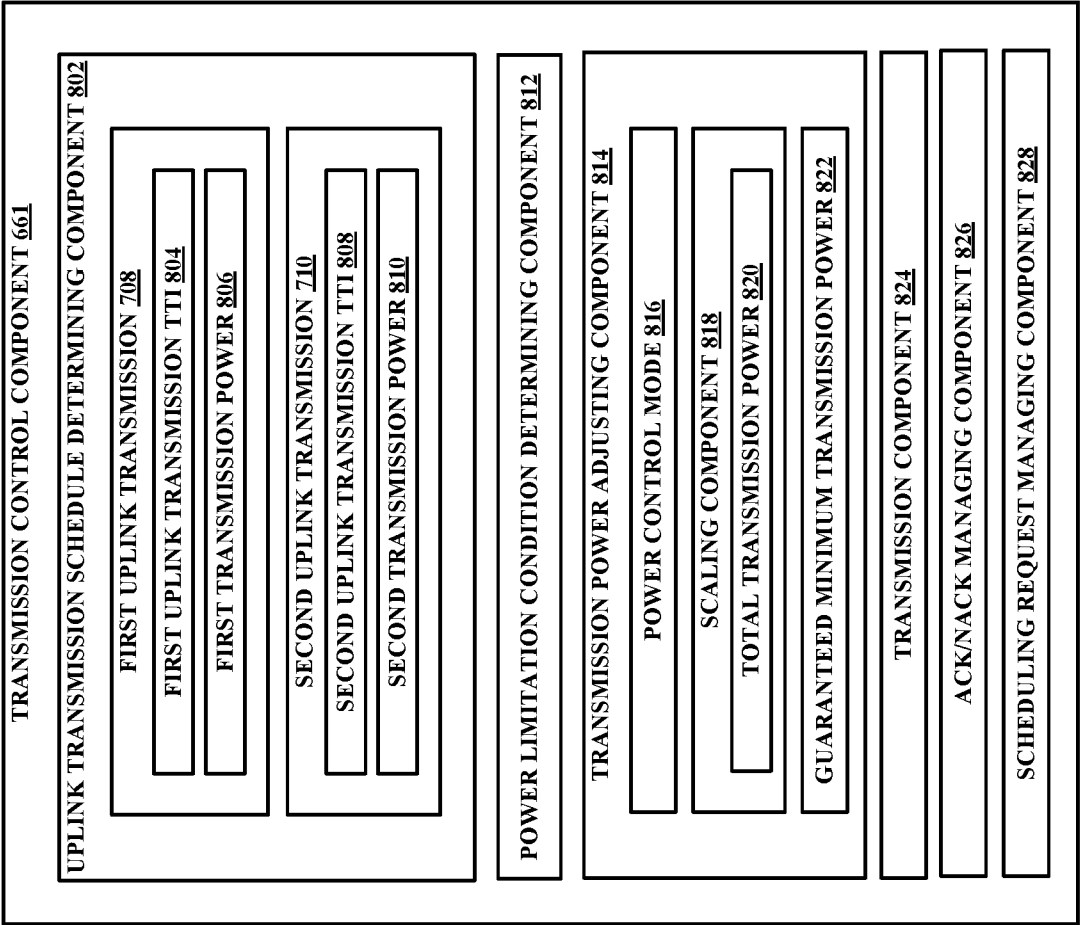 TRANSMISSION CONTROL COMPONENT 661
UPLINK TRANSMISSION SCHEDULE DETERMINING COMPONENT 802
FIRST UPLINK TRANSMISSION 708
FIRST UPLINK TRANSMISSION TTI 804
FIRST TRANSMISSION POWER 806
SECOND UPLINK TRANSMISSION 710
SECOND UPLINK TRANSMISSION TTI 808
SECOND TRANSMISSION POWER 810
POWER LIMITATION CONDITION DETERMINING COMPONENT 812
TRANSMISSION POWER ADJUSTING COMPONENT 814
POWER CONTROL MODE 816
SCALING COMPONENT 818
TOTAL TRANSMISSION POWER 820
GUARANTEED MINIMUM TRANSMISSION POWER 822
TRANSMISSION COMPONENT 824
ACK/NACK MANAGING COMPONENT 826
SCHEDULING REQUEST MANAGING COMPONENT 828